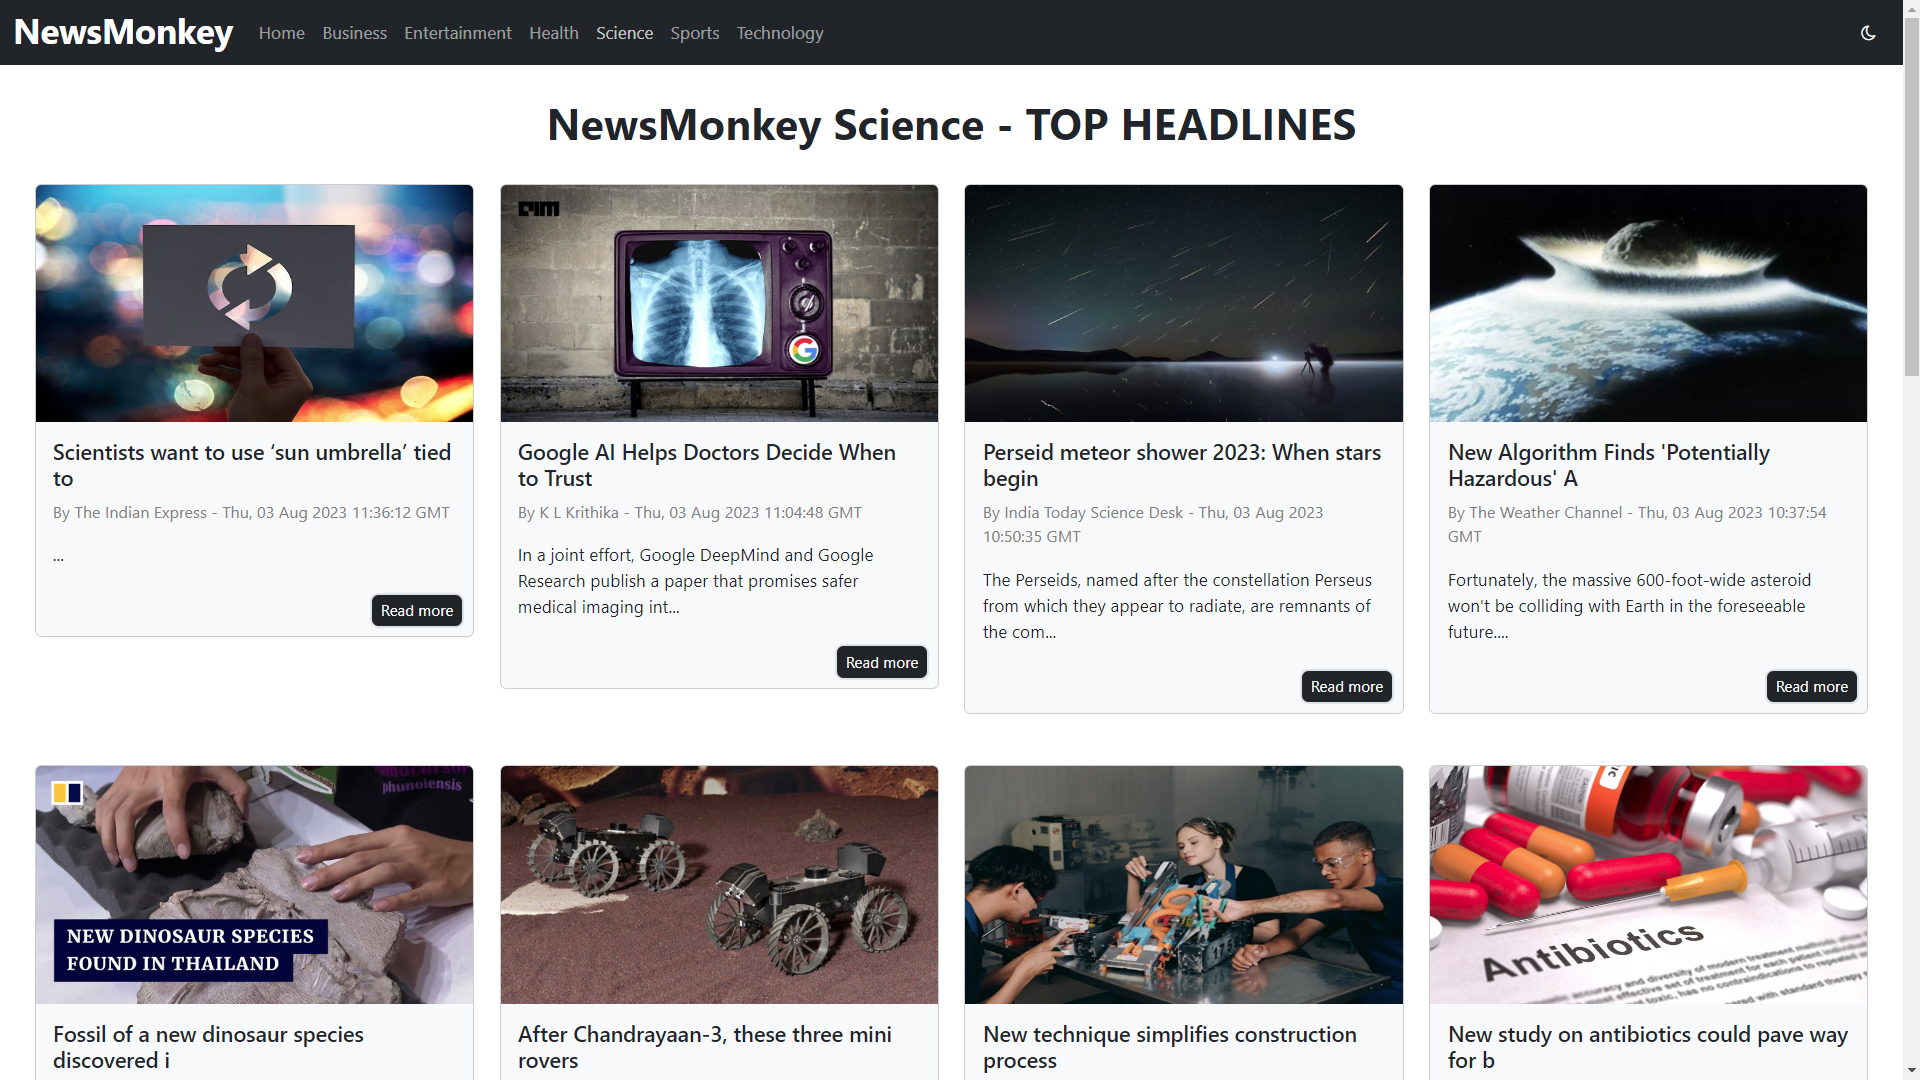 NewsMonkey Home Business Entertainment Health Science Sports Technology
NewsMonkey Science - TOP HEADLINES
Scientists want to use ‘sun umbrella’ tied
to
By The Indian Express - Thu, 03 Aug 2023 11:36:12 GMT
...
Read more
AIM
Google AI Helps Doctors Decide When
to Trust
By K L Krithika - Thu, 03 Aug 2023 11:04:48 GMT
In a joint effort, Google DeepMind and Google
Research publish a paper that promises safer
medical imaging int...
Read more
Perseid meteor shower 2023: When stars
begin
By India Today Science Desk - Thu, 03 Aug 2023
10:50:35 GMT
The Perseids, named after the constellation Perseus
from which they appear to radiate, are remnants of
the com...
Read more
New Algorithm Finds 'Potentially
Hazardous' A
By The Weather Channel - Thu, 03 Aug 2023 10:37:54
GMT
Fortunately, the massive 600-foot-wide asteroid
won't be colliding with Earth in the foreseeable
future....
Read more
phunoiensis
NEW DINOSAUR SPECIES
FOUND IN THAILAND
Fossil of a new dinosaur species
discovered i
After Chandrayaan-3, these three mini
rovers
New technique simplifies construction
process
Antibiotics
New study on antibiotics could pave way
for b